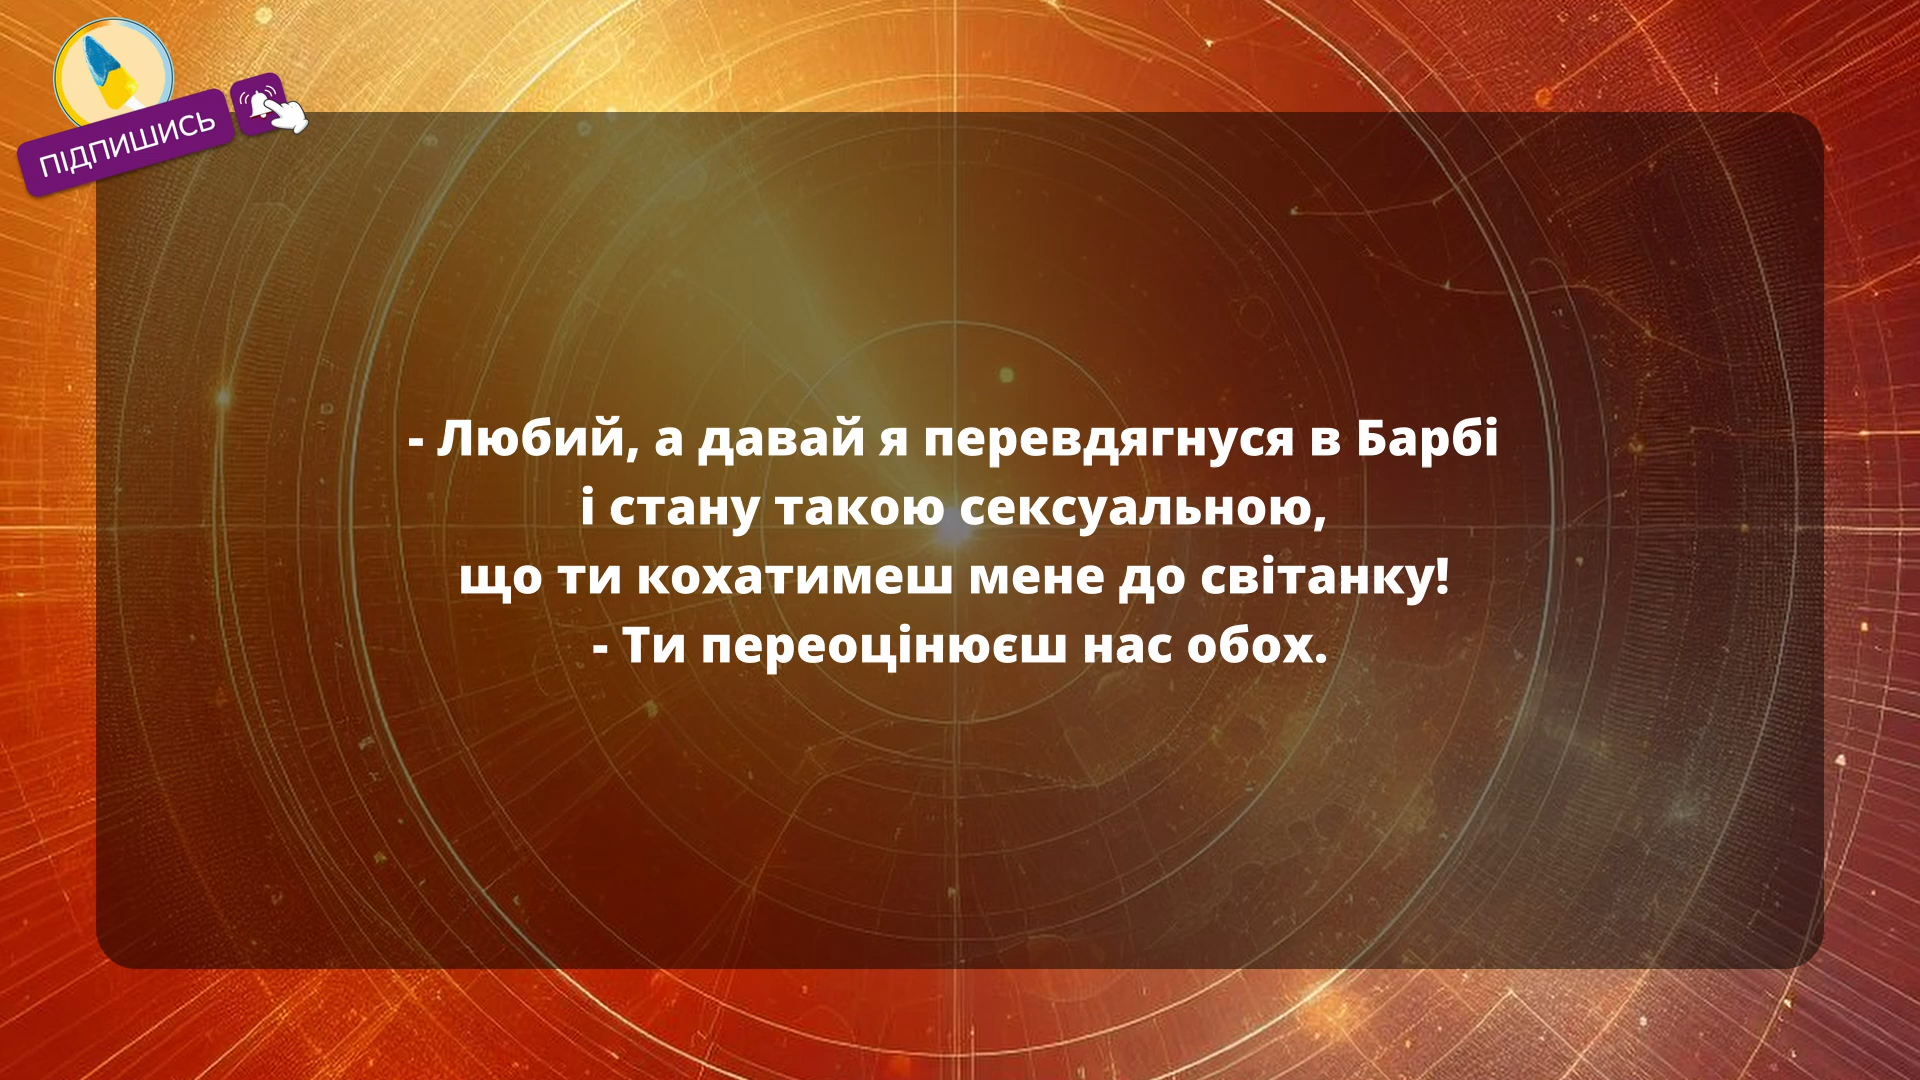 ПІДПИШИСЬ
- Любий, а давай я перевдягнуся в Барбі
і стану такою сексуальною,
що ти кохатимеш мене до світанку!
- Ти переоцінюєш нас обох.